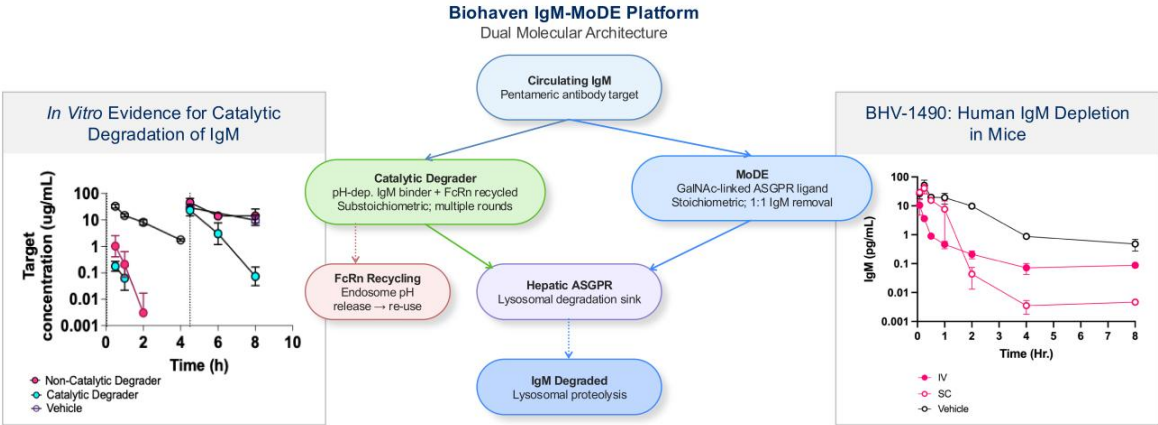 Biohaven IgM-MoDE Platform
Dual Molecular Architecture
In Vitro Evidence for Catalytic
Degradation of IgM
Target
concentration (ug/mL)
100
10
1
0.1
0.01
0.001
0
2
4
6
8
10
Time (h)
Non-Catalytic Degrader
Catalytic Degrader
Vehicle
Circulating IgM
Pentameric antibody target
Catalytic Degrader
pH-dep. IgM binder + FcRn recycled
Substoichiometric; multiple rounds
MoDE
GalNAc-linked ASGPR ligand
Stoichiometric; 1:1 IgM removal
FcRn Recycling
Endosome pH
release → re-use
Hepatic ASGPR
Lysosomal degradation sink
IgM Degraded
Lysosomal proteolysis
BHV-1490: Human IgM Depletion
in Mice
IgM (pg/mL)
100
10
1
0.1
0.01
0.001
0
1
2
3
4
5
6
7
8
Time (Hr.)
IV
SC
Vehicle